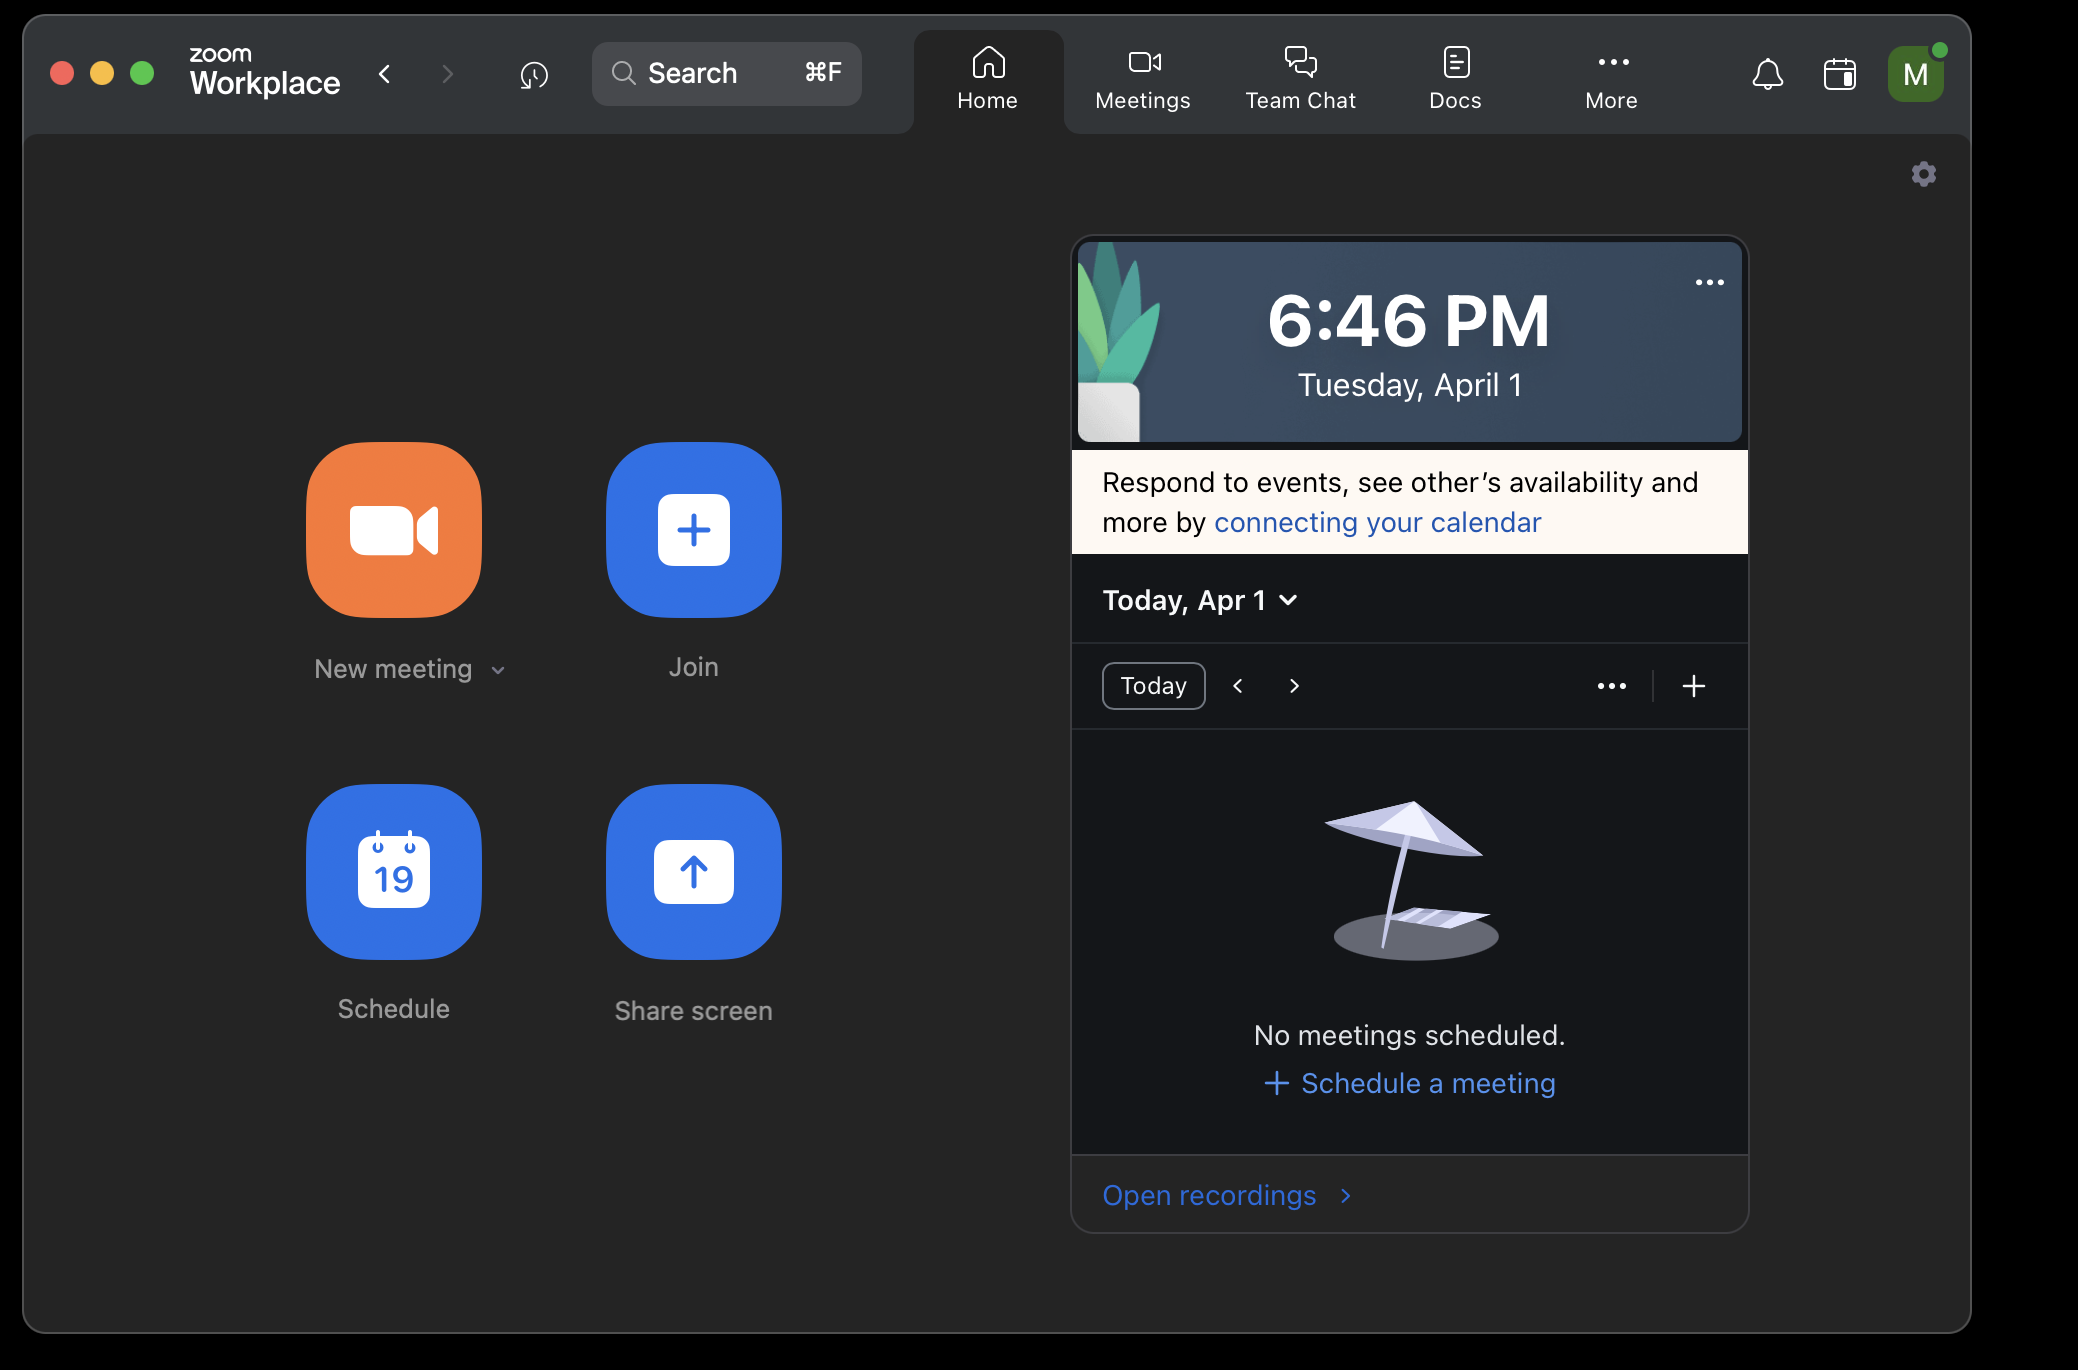 zoom
Workplace
Search ⌘F
Home
Meetings
Team Chat
Docs
More
M
6:46 PM
Tuesday, April 1
Respond to events, see other's availability and
more by connecting your calendar
Today, Apr 1
Today
New meeting
Join
19
Schedule
Share screen
No meetings scheduled.
+ Schedule a meeting
Open recordings